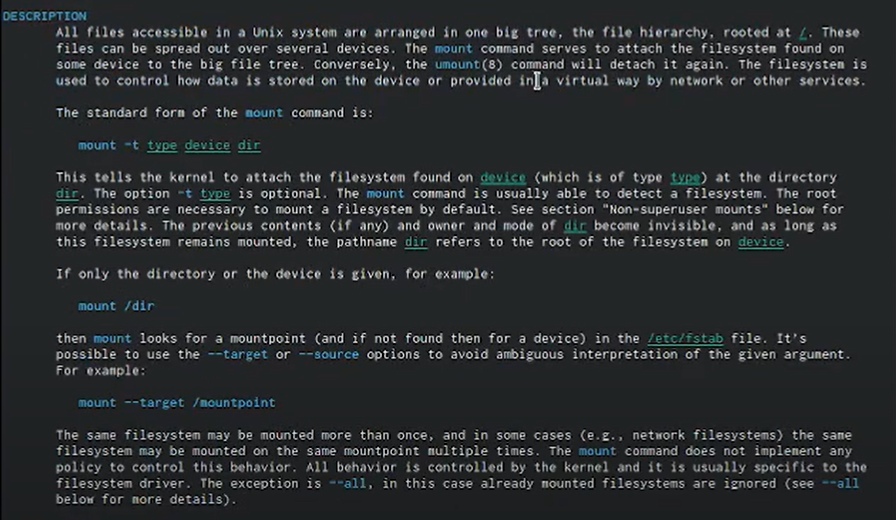 DESCRIPTION
All files accessible in a Unix system are arranged in one big tree, the file hierarchy, rooted at /. These
files can be spread out over several devices. The mount command serves to attach the filesystem found on
some device to the big file tree. Conversely, the umount(8) command will detach it again. The filesystem is
used to control how data is stored on the device or provided in a virtual way by network or other services.
The standard form of the mount command is:
mount -t type device dir
This tells the kernel to attach the filesystem found on device (which is of type type) at the directory
dir. The option -t type is optional. The mount command is usually able to detect a filesystem. The root
permissions are necessary to mount a filesystem by default. See section "Non-superuser mounts" below for
more details. The previous contents (if any) and owner and mode of dir become invisible, and as long as
this filesystem remains mounted, the pathname dir refers to the root of the filesystem on device.
If only the directory or the device is given, for example:
mount /dir
then mount looks for a mountpoint (and if not found then for a device) in the /etc/fstab file. It's
possible to use the --target or --source options to avoid ambiguous interpretation of the given argument.
For example:
mount --target /mountpoint
The same filesystem may be mounted more than once, and in some cases (e.g., network filesystems) the same
filesystem may be mounted on the same mountpoint multiple times. The mount command does not implement any
policy to control this behavior. All behavior is controlled by the kernel and it is usually specific to the
filesystem driver. The exception is --all, in this case already mounted filesystems are ignored (see --all
below for more details).